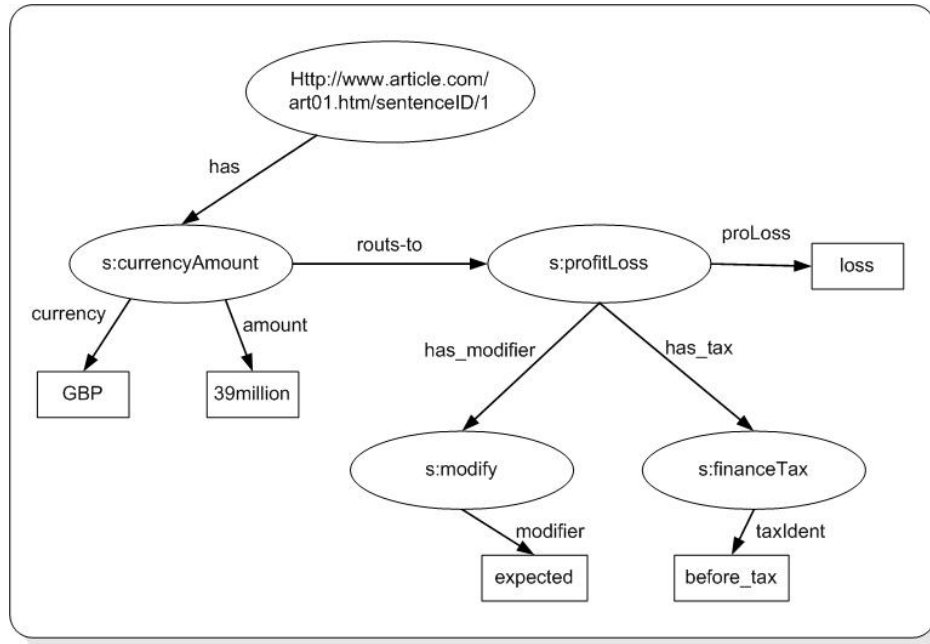 Http://www.article.com/
art01.htm/sentenceID/1
has
s:currencyAmount
routs-to
s:profitLoss
proLoss
loss
currency
amount
GBP
39million
has_modifier
has_tax
s:modify
s:financeTax
modifier
taxIdent
expected
before_tax